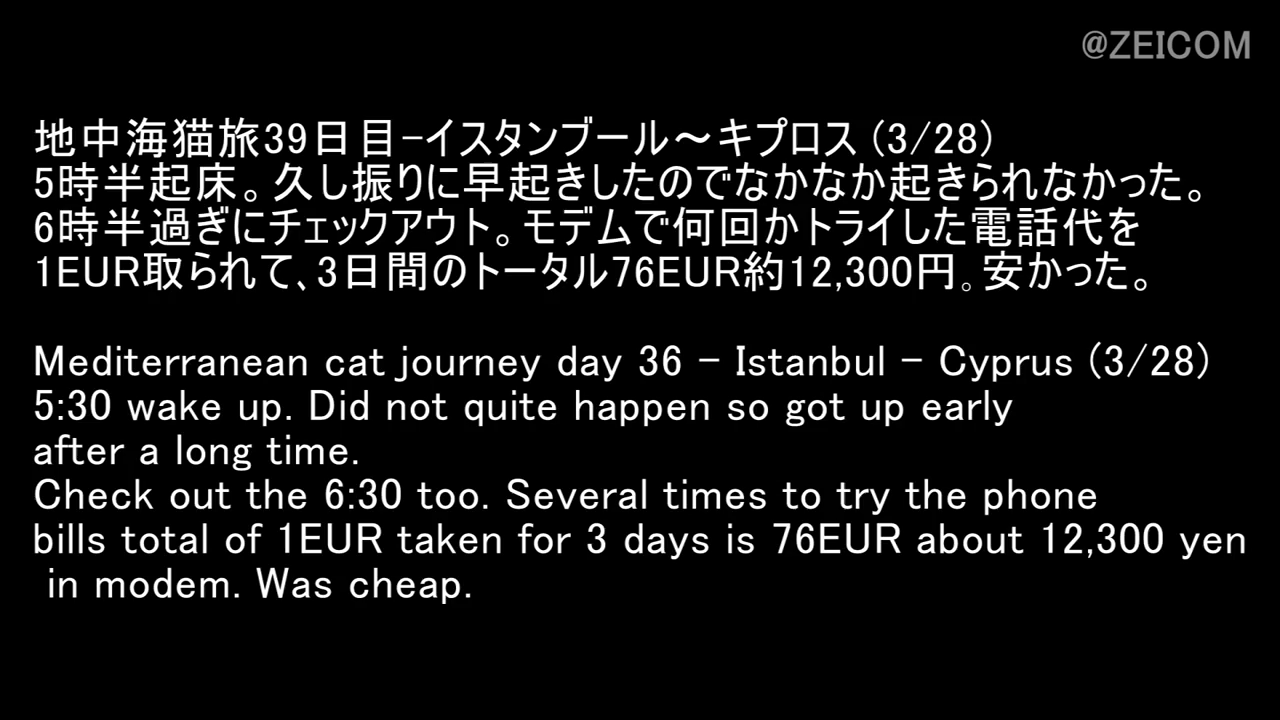 @ZEICOM
地中海猫旅39日目-イスタンブール～キプロス (3/28)
5時半起床。久し振りに早起きしたのでなかなか起きられなかった。
6時半過ぎにチェックアウト。モデムで何回かトライした電話代を
1EUR取られて、3日間のトータル76EUR約12,300円。安かった。
Mediterranean cat journey day 36 - Istanbul - Cyprus (3/28)
5:30 wake up. Did not quite happen so got up early
after a long time.
Check out the 6:30 too. Several times to try the phone
bills total of 1EUR taken for 3 days is 76EUR about 12,300 yen
in modem. Was cheap.